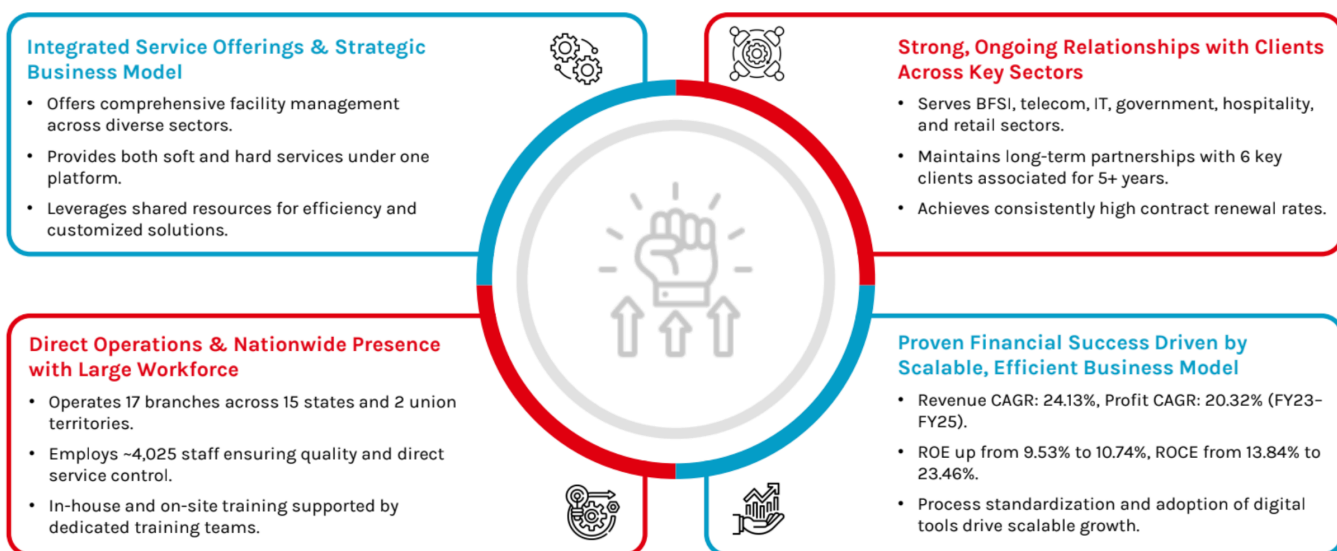 Integrated Service Offerings & Strategic
Business Model
• Offers comprehensive facility management
across diverse sectors.
• Provides both soft and hard services under one
platform.
• Leverages shared resources for efficiency and
customized solutions.
Strong, Ongoing Relationships with Clients
Across Key Sectors
• Serves BFSI, telecom, IT, government, hospitality,
and retail sectors.
• Maintains long-term partnerships with 6 key
clients associated for 5+ years.
• Achieves consistently high contract renewal rates.
Direct Operations & Nationwide Presence
with Large Workforce
• Operates 17 branches across 15 states and 2 union
territories.
• Employs ~4,025 staff ensuring quality and direct
service control.
• In-house and on-site training supported by
dedicated training teams.
Proven Financial Success Driven by
Scalable, Efficient Business Model
• Revenue CAGR: 24.13%, Profit CAGR: 20.32% (FY23–
FY25).
• ROE up from 9.53% to 10.74%, ROCE from 13.84% to
23.46%.
• Process standardization and adoption of digital
tools drive scalable growth.